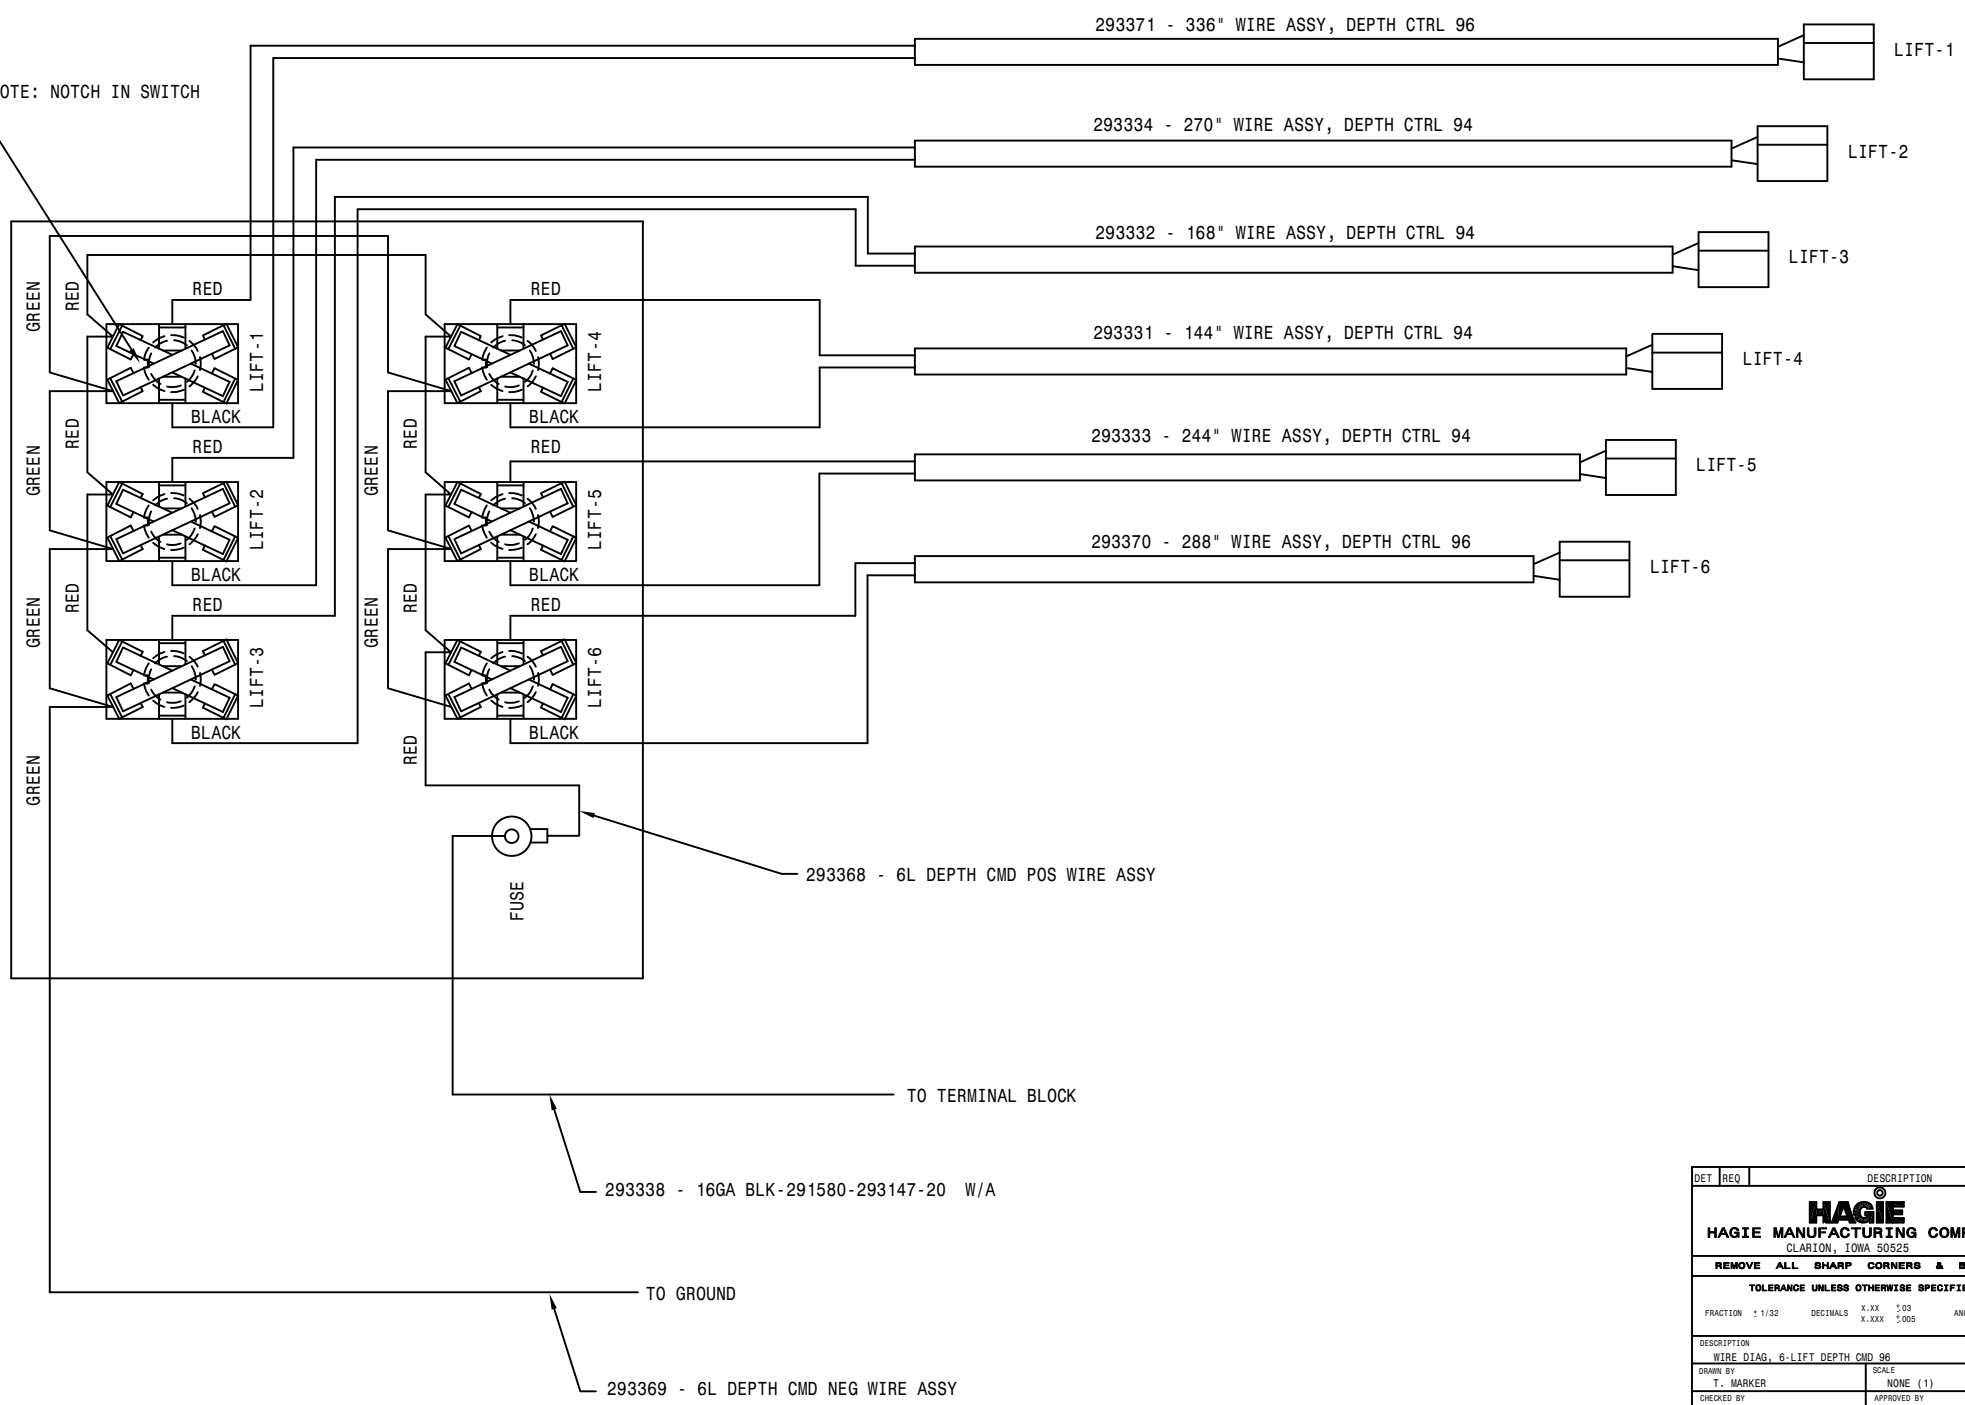 293371 - 336" WIRE ASSY, DEPTH CTRL 96
LIFT-1
OTE: NOTCH IN SWITCH
293334 - 270" WIRE ASSY, DEPTH CTRL 94
LIFT-2
293332 - 168" WIRE ASSY, DEPTH CTRL 94
LIFT-3
293331 - 144" WIRE ASSY, DEPTH CTRL 94
LIFT-4
293333 - 244" WIRE ASSY, DEPTH CTRL 94
LIFT-5
293370 - 288" WIRE ASSY, DEPTH CTRL 96
LIFT-6
GREEN
RED
RED
LIFT-1
BLACK
RED
LIFT-4
BLACK
GREEN
RED
RED
LIFT-2
BLACK
GREEN
RED
RED
LIFT-5
BLACK
GREEN
RED
RED
LIFT-3
BLACK
GREEN
RED
RED
LIFT-6
BLACK
GREEN
RED
FUSE
293368 - 6L DEPTH CMD POS WIRE ASSY
TO TERMINAL BLOCK
293338 - 16GA BLK-291580-293147-20 W/A
TO GROUND
293369 - 6L DEPTH CMD NEG WIRE ASSY
DET REQ DESCRIPTION
HAGIE
HAGIE MANUFACTURING COMP
CLARION, IOWA 50525
REMOVE ALL SHARP CORNERS & B
TOLERANCE UNLESS OTHERWISE SPECIFIE
FRACTION ± 1/32 DECIMALS X.XX ±.03 AN
X.XXX ±.005
DESCRIPTION
WIRE DIAG, 6-LIFT DEPTH CMD 96
DRAWN BY SCALE
T. MARKER NONE (1)
CHECKED BY APPROVED BY